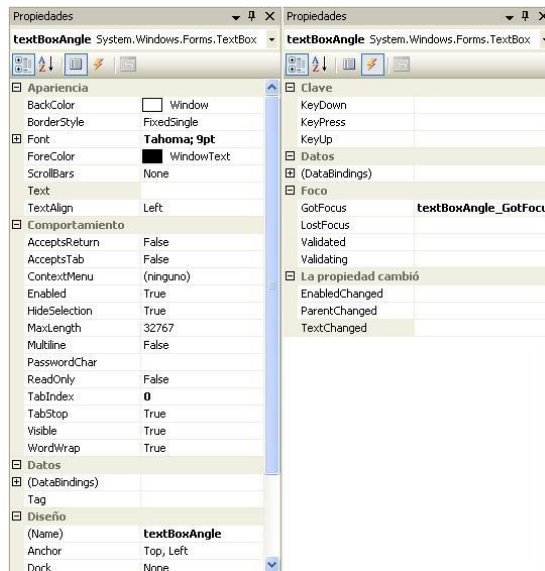 Propiedades
textBoxAngle System.Windows.Forms.TextBox
Apariencia
BackColor Window
BorderStyle FixedSingle
Font Tahoma; 9pt
ForeColor WindowText
ScrollBars None
Text
TextAlign Left
Comportamiento
AcceptsReturn False
AcceptsTab False
ContextMenu (ninguno)
Enabled True
HideSelection True
MaxLength 32767
Multiline False
PasswordChar
ReadOnly False
TabIndex 0
TabStop True
Visible True
WordWrap True
Datos
(DataBindings)
Tag
Diseño
(Name) textBoxAngle
Anchor Top, Left
Dock None
Propiedades
textBoxAngle System.Windows.Forms.TextBox
Clave
KeyDown
KeyPress
KeyUp
Datos
(DataBindings)
Foco
GotFocus textBoxAngle_GotFocu
LostFocus
Validated
Validating
La propiedad cambió
EnabledChanged
ParentChanged
TextChanged